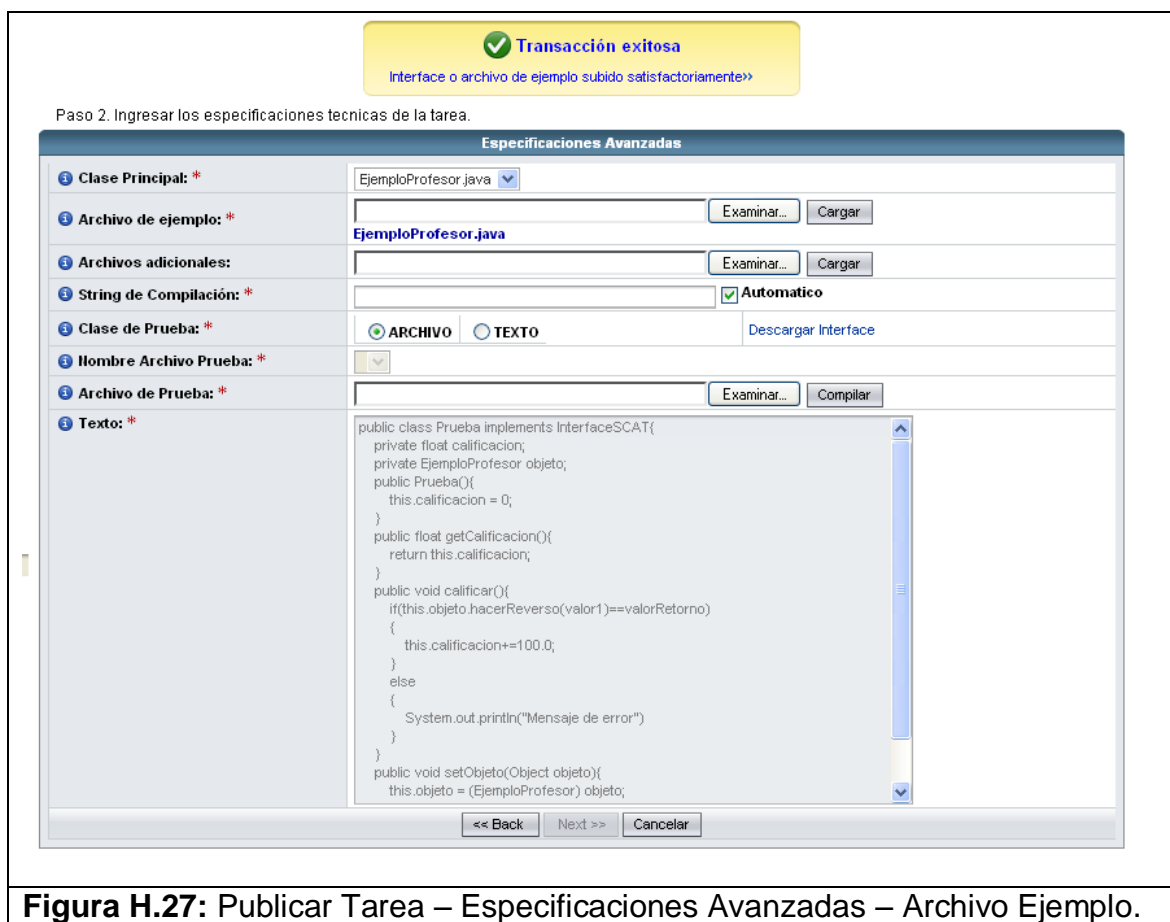 Transacción exitosa
Interface o archivo de ejemplo subido satisfactoriamente»
Paso 2. Ingresar los especificaciones tecnicas de la tarea.
Especificaciones Avanzadas
Clase Principal: *
EjemploProfesor.java
Archivo de ejemplo: *
Examinar...
Cargar
EjemploProfesor.java
Archivos adicionales:
Examinar...
Cargar
String de Compilación: *
Automatico
Clase de Prueba: *
ARCHIVO
TEXTO
Descargar Interface
Nombre Archivo Prueba: *
Archivo de Prueba: *
Examinar...
Compilar
Texto: *
public class Prueba implements InterfaceSCAT{
private float calificacion;
private EjemploProfesor objeto;
public Prueba(){
this.calificacion = 0;
}
public float getCalificacion(){
return this.calificacion;
}
public void calificar(){
if(this.objeto.hacerReverso(valor1)==valorRetorno)
{
this.calificacion+=100.0;
}
else
{
System.out.println("Mensaje de error")
}
}
public void setObjeto(Object objeto){
this.objeto = (EjemploProfesor) objeto;
<< Back
Next >>
Cancelar
Figura H.27: Publicar Tarea – Especificaciones Avanzadas – Archivo Ejemplo.